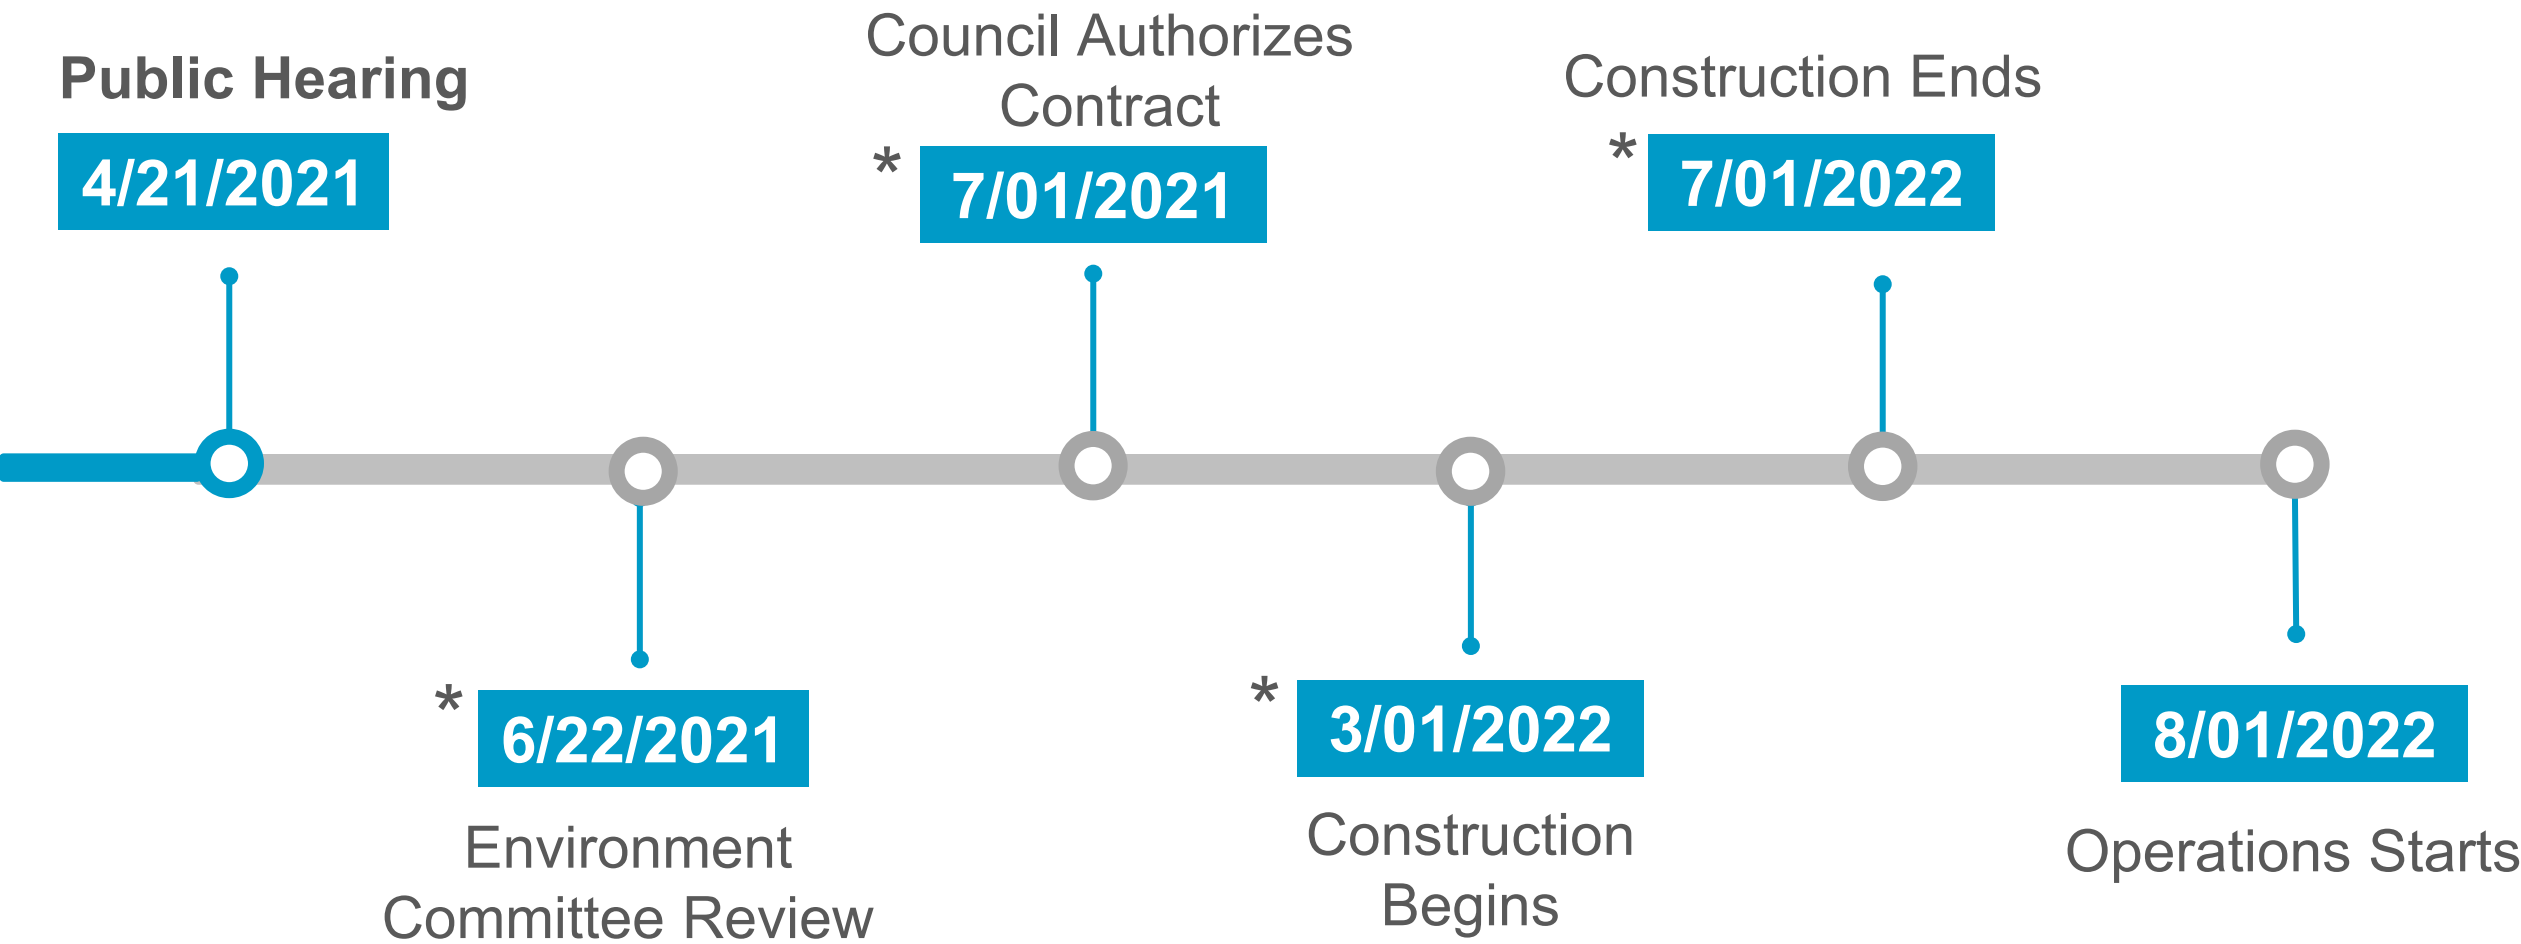 Public Hearing
4/21/2021
* 6/22/2021
Environment
Committee Review
Council Authorizes
Contract
* 7/01/2021
* 3/01/2022
Construction
Begins
Construction Ends
* 7/01/2022
8/01/2022
Operations Starts